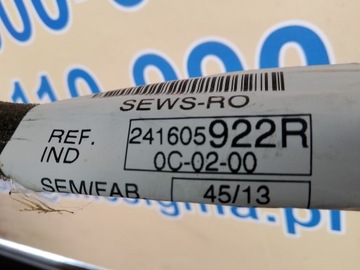 SEWS-RO
REF. 241605922R
IND 0C-02-00
SEM/FAB 45/13